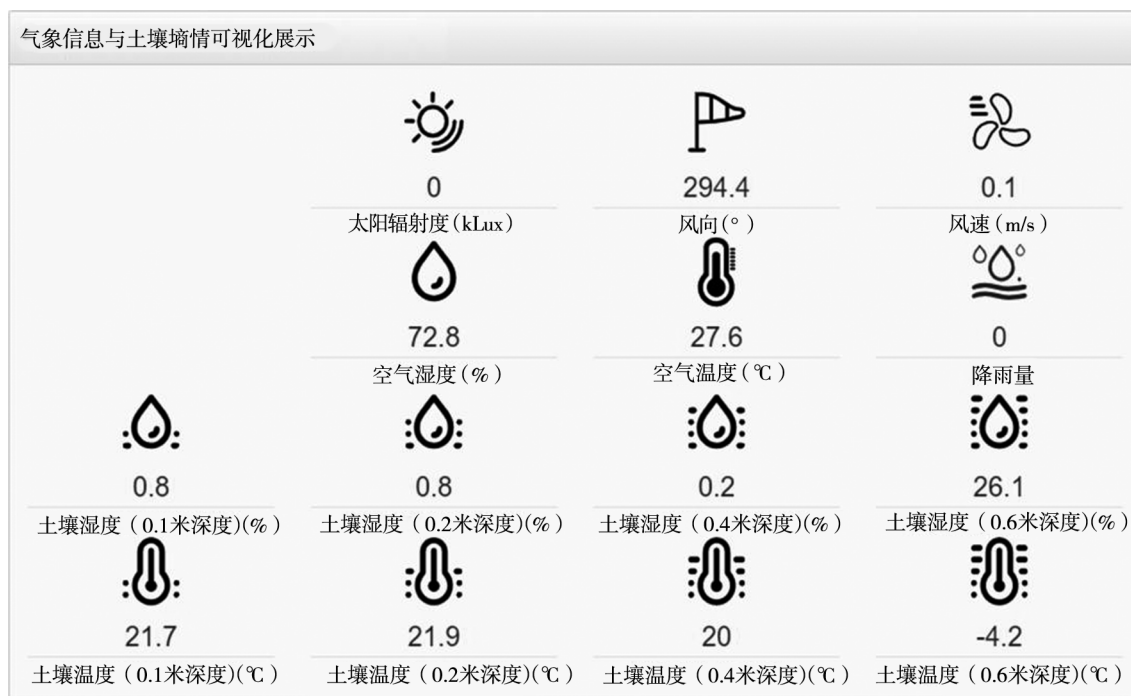 气象信息与土壤墒情可视化展示
0
294.4
0.1
太阳辐射度(kLux)
风向(°)
风速(m/s)
72.8
27.6
0
空气湿度(%)
空气温度(℃)
降雨量
0.8
0.8
0.2
26.1
土壤湿度(0.1米深度)(%)
土壤湿度(0.2米深度)(%)
土壤湿度(0.4米深度)(%)
土壤湿度(0.6米深度)(%)
21.7
21.9
20
-4.2
土壤温度(0.1米深度)(℃)
土壤温度(0.2米深度)(℃)
土壤温度(0.4米深度)(℃)
土壤温度(0.6米深度)(℃)